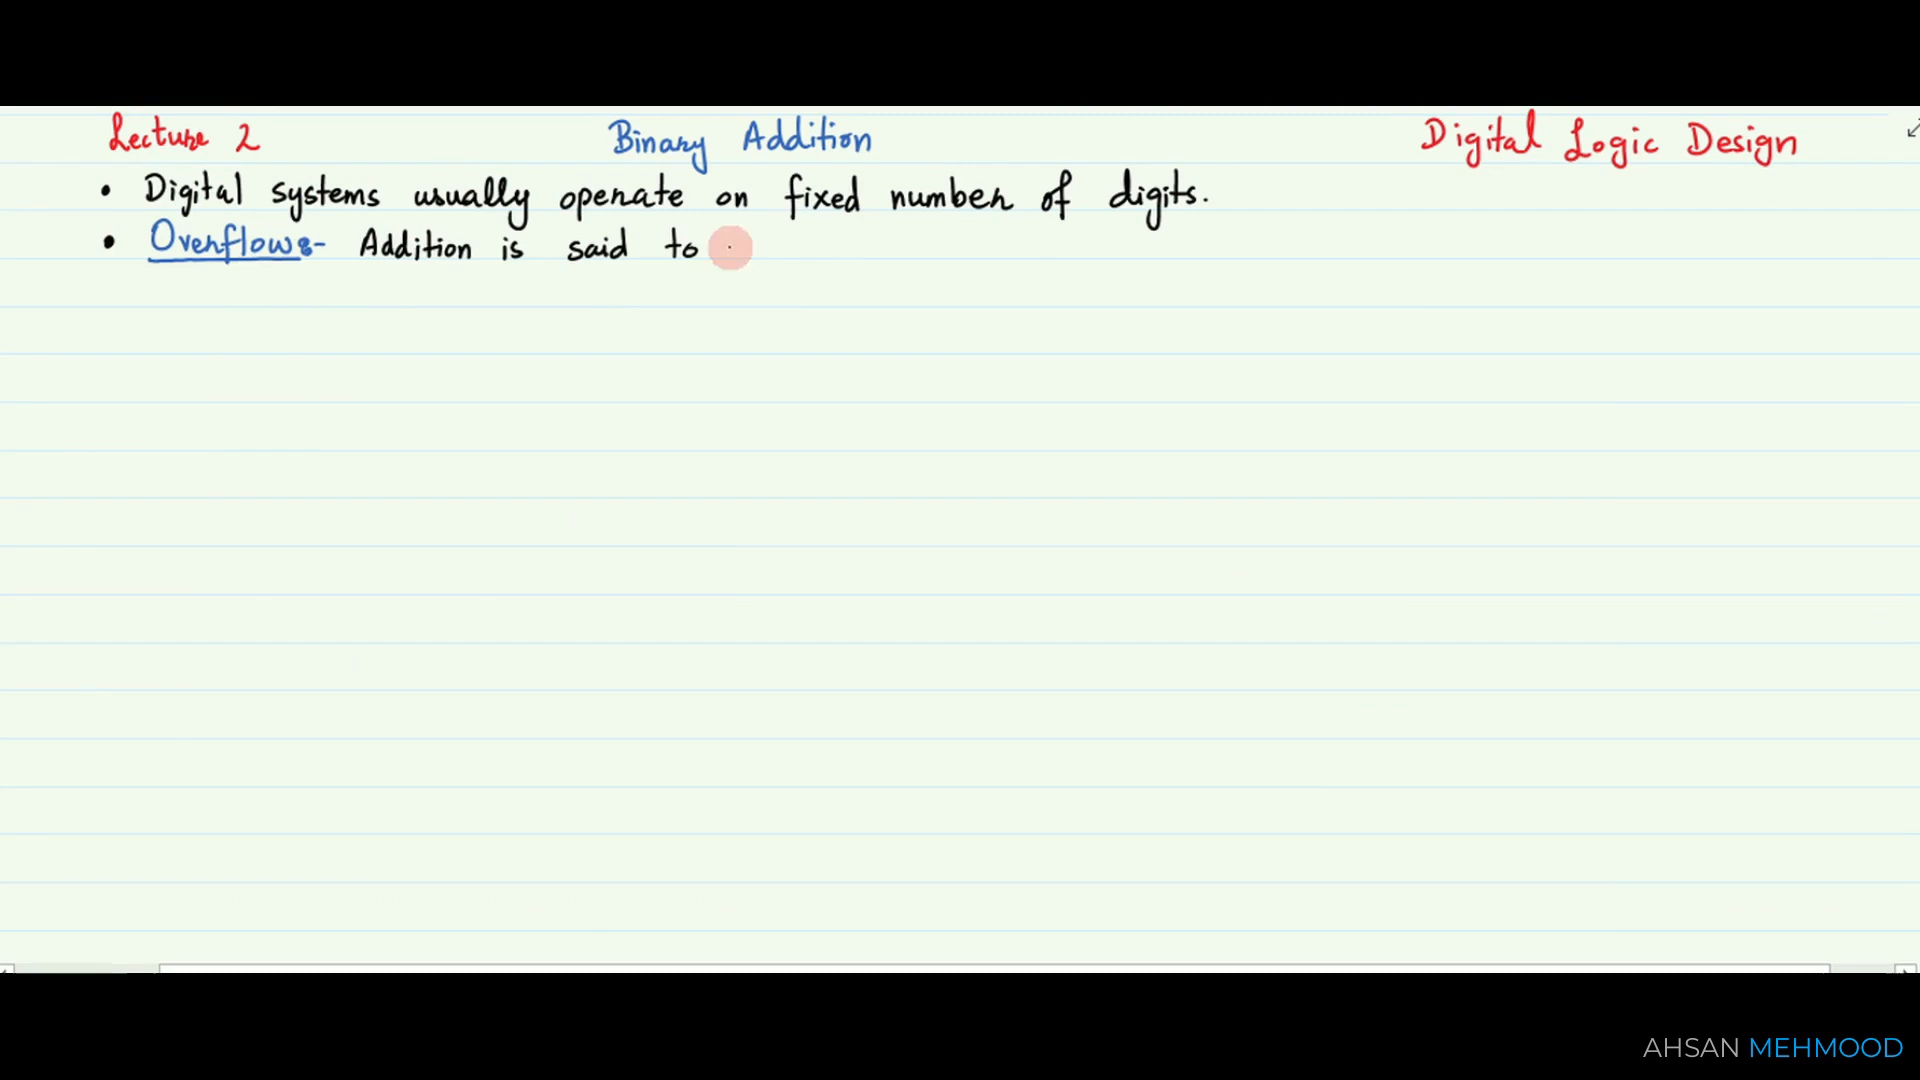 Lecture 2 Binary Addition Digital Logic Design
• Digital systems usually operate on fixed number of digits.
• Overflow:- Addition is said to
AHSAN MEHMOOD